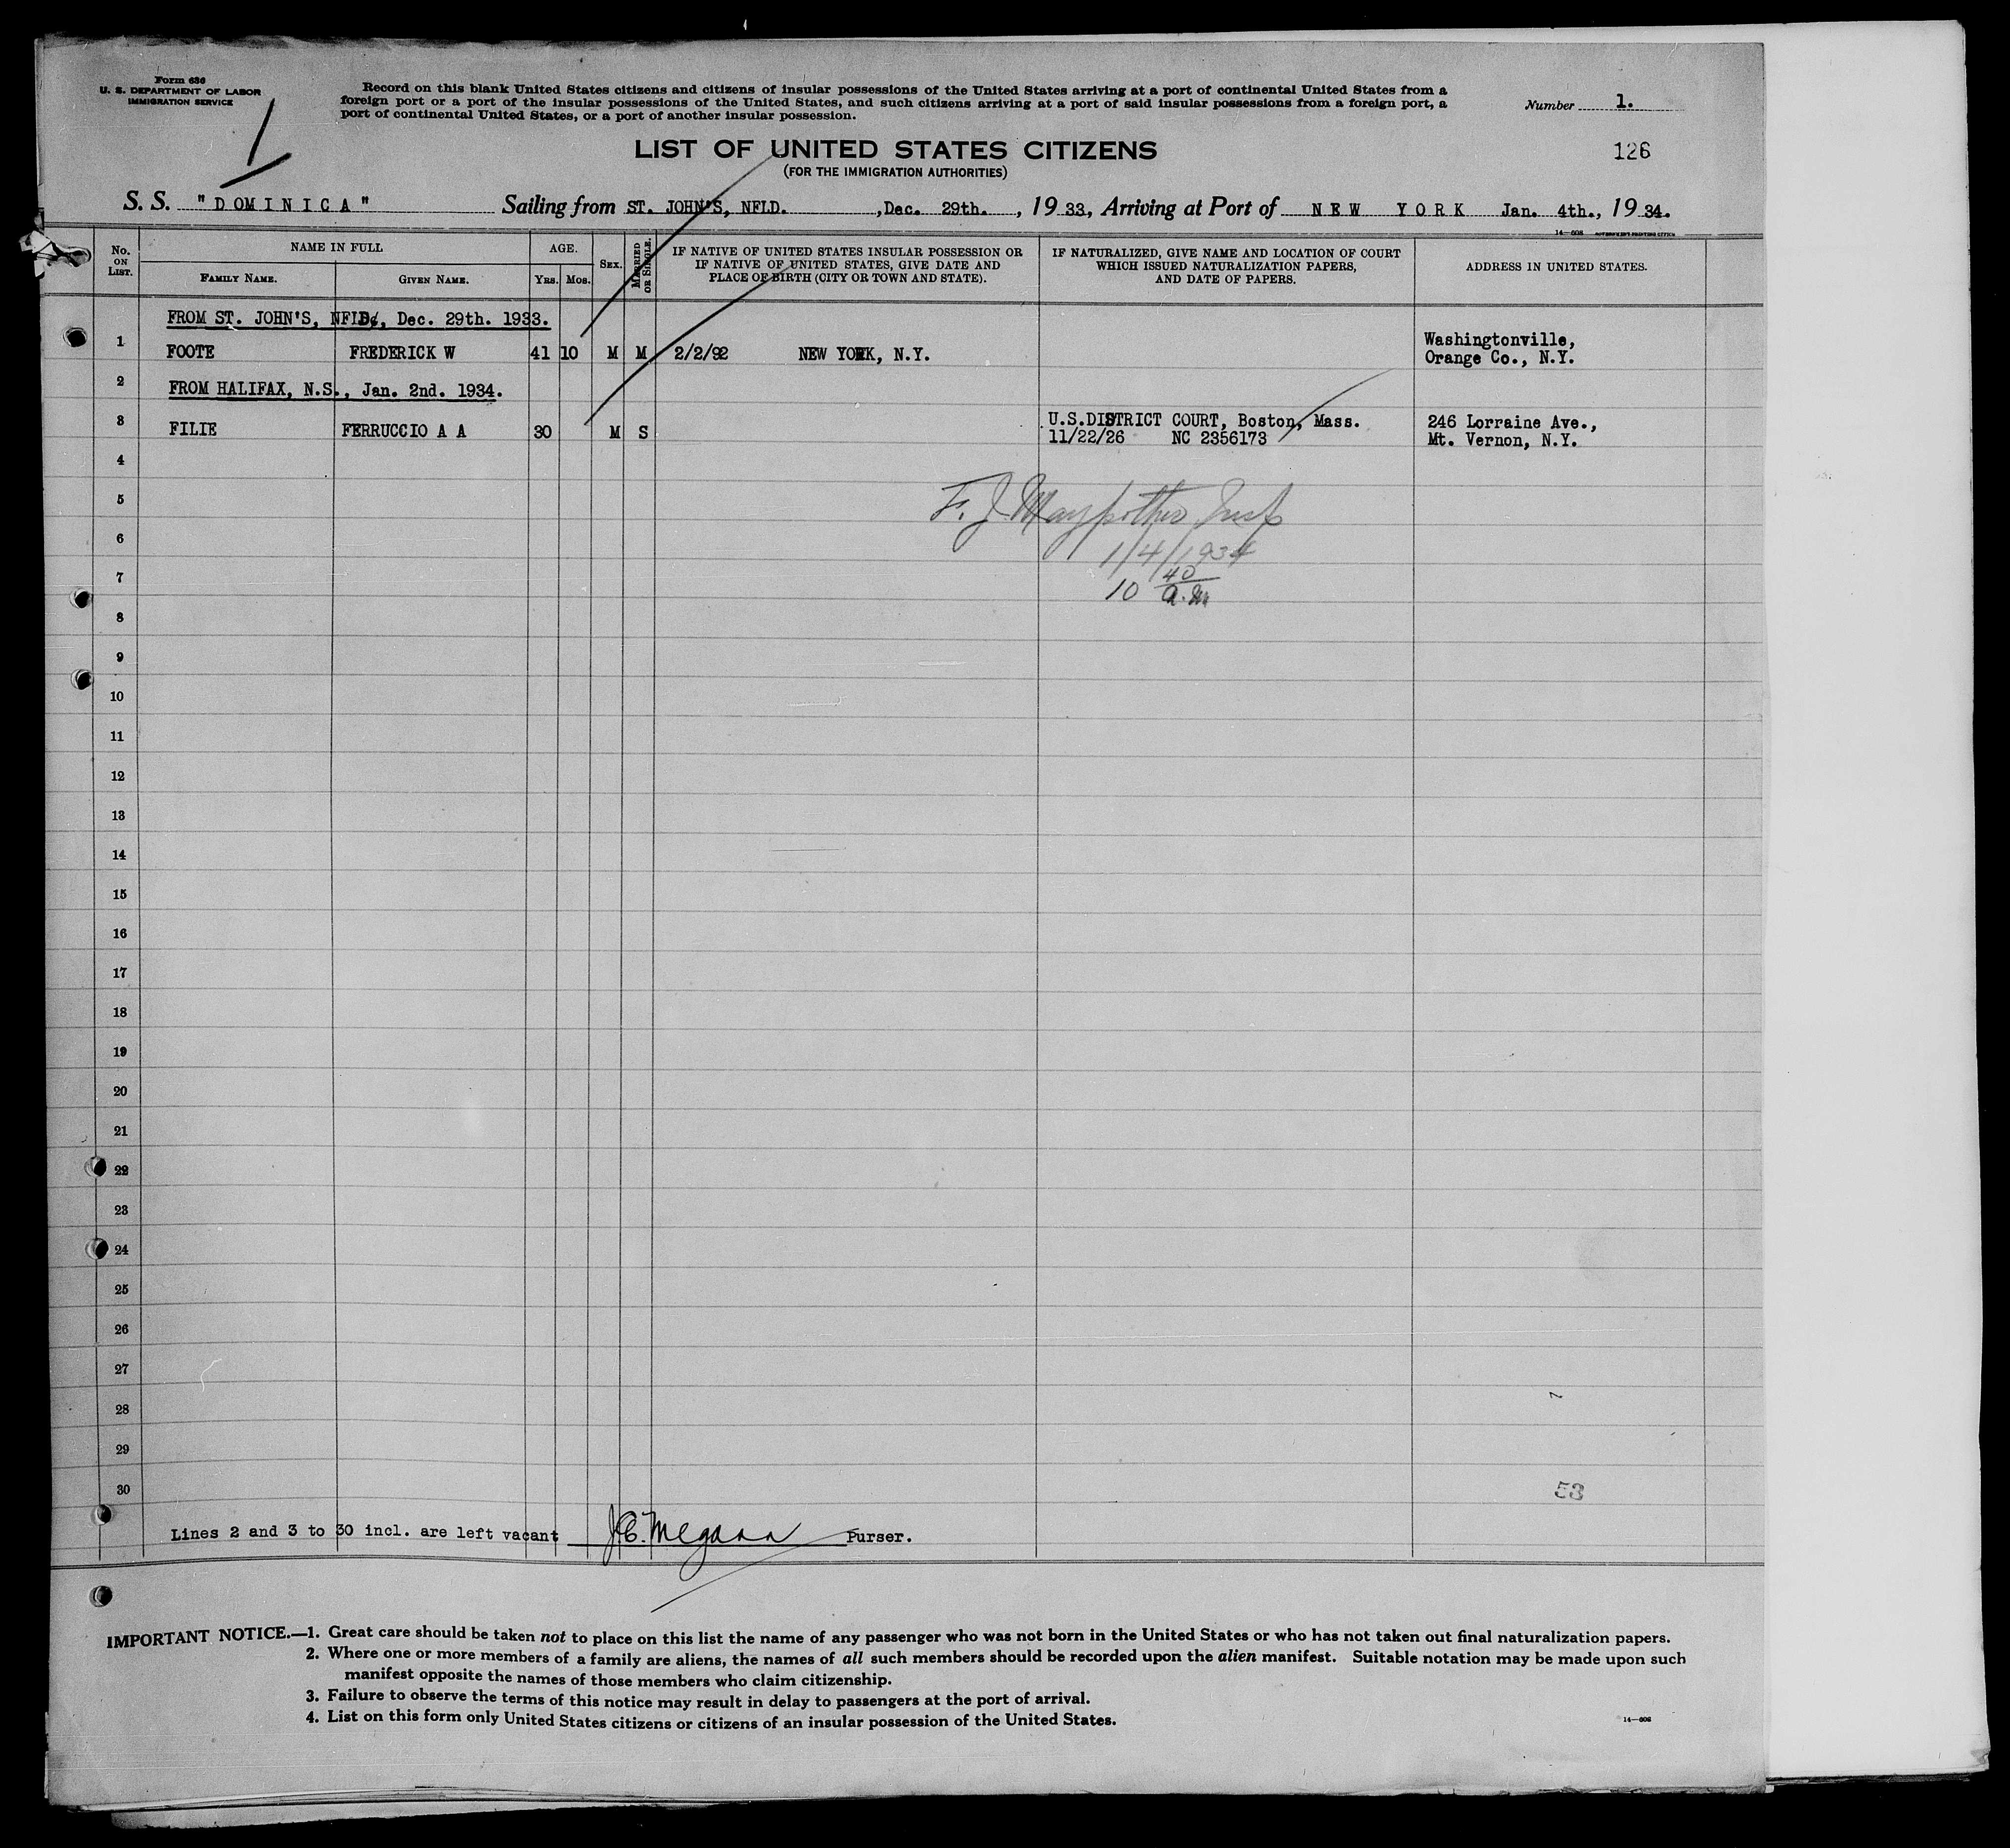 Form 636
U. S. DEPARTMENT OF LABOR
IMMIGRATION SERVICE
Record on this blank United States citizens and citizens of insular possessions of the United States arriving at a port of continental United States from a
foreign port or a port of the insular possessions of the United States, and such citizens arriving at a port of said insular possessions from a foreign port, a
port of continental United States, or a port of another insular possession.
Number 1.
LIST OF UNITED STATES CITIZENS
126
(FOR THE IMMIGRATION AUTHORITIES)
S. S. "DOMINICA" Sailing from ST. JOHN'S, NFLD. ,Dec. 29th. , 1933, Arriving at Port of NEW YORK Jan. 4th., 1934.
14—608 GOVERNMENT PRINTING OFFICE
No. ON LIST.
NAME IN FULL
FAMILY NAME.
GIVEN NAME.
AGE.
YRS.
MOS.
SEX.
MARRIED OR SINGLE.
IF NATIVE OF UNITED STATES INSULAR POSSESSION OR
IF NATIVE OF UNITED STATES, GIVE DATE AND
PLACE OF BIRTH (CITY OR TOWN AND STATE).
IF NATURALIZED, GIVE NAME AND LOCATION OF COURT
WHICH ISSUED NATURALIZATION PAPERS,
AND DATE OF PAPERS.
ADDRESS IN UNITED STATES.
FROM ST. JOHN'S, NFLD., Dec. 29th. 1933.
1 FOOTE FREDERICK W 41 10 M M 2/2/92 NEW YORK, N.Y. Washingtonville,
Orange Co., N.Y.
2
FROM HALIFAX, N.S., Jan. 2nd. 1934.
3 FILIE FERRUCCIO A A 30 M S U.S.DISTRICT COURT, Boston, Mass. 246 Lorraine Ave.,
11/22/26 NC 2356173 Mt. Vernon, N.Y.
4
5
F. J. Maypother Insp
6
1/4/1934
7
10 40 a.m
8
9
10
11
12
13
14
15
16
17
18
19
20
21
22
23
24
25
26
27
28
29
30
53
Lines 2 and 3 to 30 incl. are left vacant J.E. Megann Purser.
IMPORTANT NOTICE.—1. Great care should be taken not to place on this list the name of any passenger who was not born in the United States or who has not taken out final naturalization papers.
2. Where one or more members of a family are aliens, the names of all such members should be recorded upon the alien manifest. Suitable notation may be made upon such
manifest opposite the names of those members who claim citizenship.
3. Failure to observe the terms of this notice may result in delay to passengers at the port of arrival.
4. List on this form only United States citizens or citizens of an insular possession of the United States.
14—608